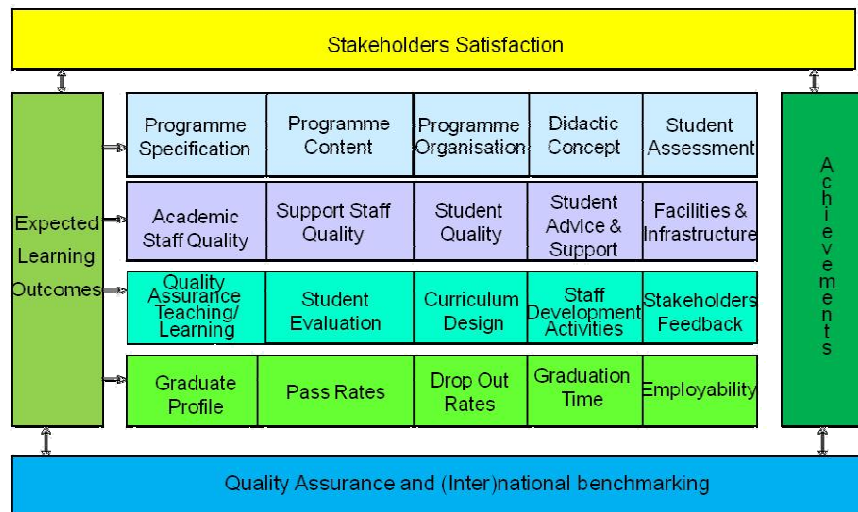 Stakeholders Satisfaction
Expected
Learning
Outcomes
Programme
Specification
Programme
Content
Programme
Organisation
Didactic
Concept
Student
Assessment
Academic
Staff Quality
Support Staff
Quality
Student
Quality
Student
Advice &
Support
Facilities &
Infrastructure
Quality
Assurance
Teaching/
Learning
Student
Evaluation
Curriculum
Design
Staff
Development
Activities
Stakeholders
Feedback
Graduate
Profile
Pass Rates
Drop Out
Rates
Graduation
Time
Employability
Achievements
Quality Assurance and (Inter)national benchmarking